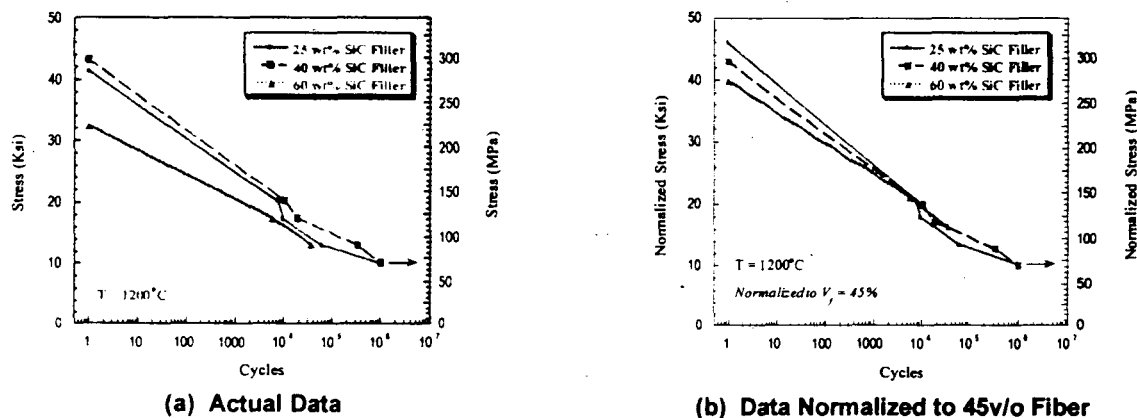 50
40
30
20
10
0
Stress (Ksi)
25 wt% SiC Filler
40 wt% SiC Filler
60 wt% SiC Filler
300
250
200
150
100
50
0
Stress (MPa)
T = 1200°C
1 10 100 1000 10⁴ 10⁵ 10⁶ 10⁷
Cycles
(a) Actual Data
50
40
30
20
10
0
Normalized Stress (Ksi)
25 wt% SiC Filler
40 wt% SiC Filler
60 wt% SiC Filler
300
250
200
150
100
50
0
Normalized Stress (MPa)
T = 1200°C
Normalized to V_f = 45%
1 10 100 1000 10⁴ 10⁵ 10⁶ 10⁷
Cycles
(b) Data Normalized to 45v/o Fiber